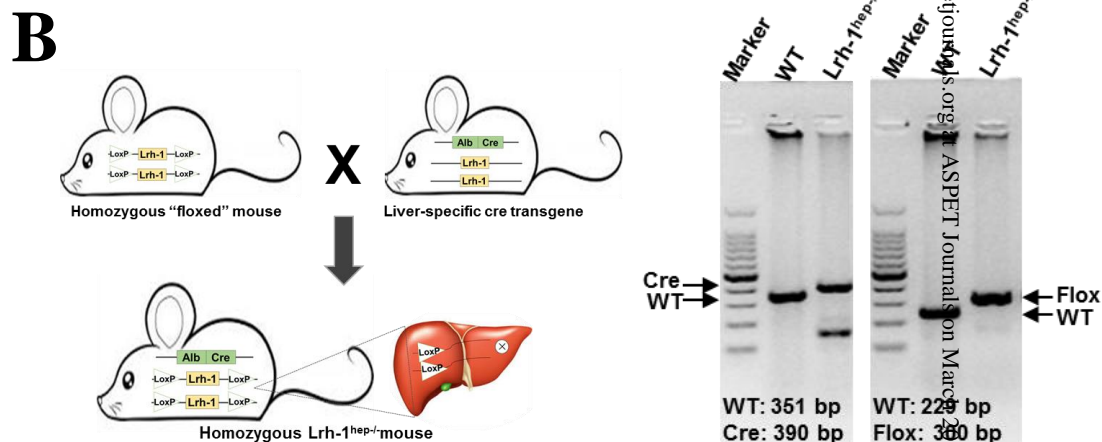 B
LoxP Lrh-1 LoxP
LoxP Lrh-1 LoxP
Homozygous “floxed” mouse
X
Alb Cre
Lrh-1
Lrh-1
Liver-specific cre transgene
Alb Cre
LoxP Lrh-1 LoxP
LoxP Lrh-1 LoxP
LoxP
LoxP
Homozygous Lrh-1hep-/-mouse
Marker
WT
Cre
WT
WT: 351 bp
Cre: 390 bp
Marker
WT
Flox
WT
WT: 229 bp
Flox: bp
at ASPET Journals on March